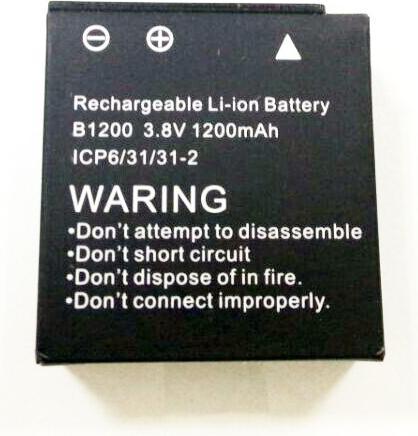 ⊖ ⊕
Rechargeable Li-ion Battery
B1200 3.8V 1200mAh
ICP6/31/31-2
WARING
•Don't attempt to disassemble
•Don't short circuit
•Don't dispose of in fire.
•Don't connect improperly.